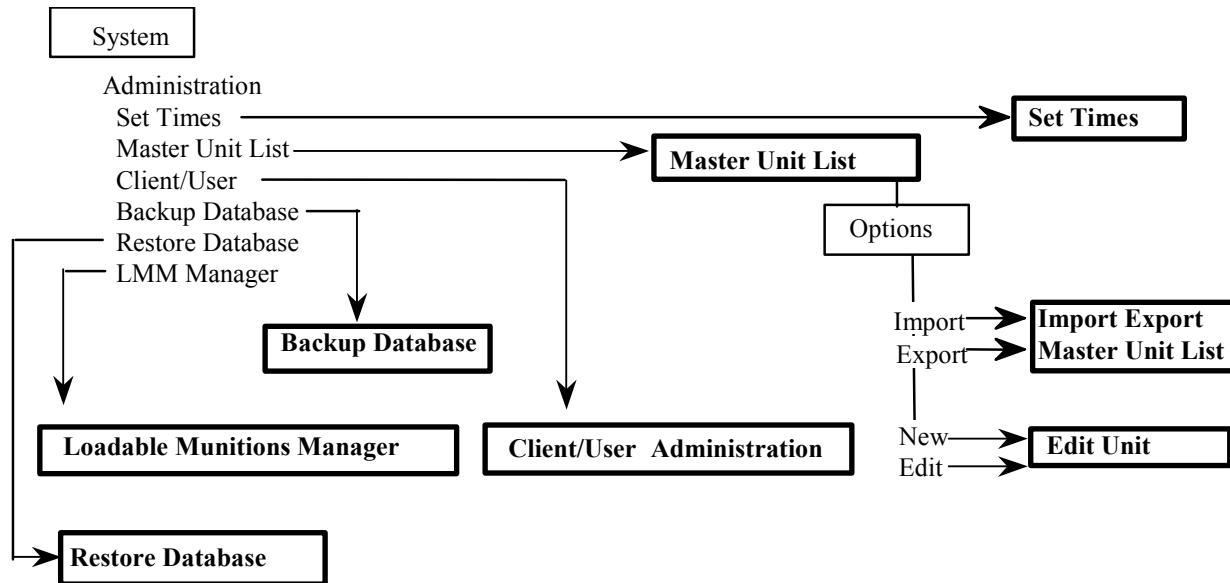 System
Administration
Set Times
Set Times
Master Unit List
Master Unit List
Client/User
Backup Database
Options
Restore Database
LMM Manager
Import
Import Export
Backup Database
Export
Master Unit List
Loadable Munitions Manager
Client/User Administration
New
Edit Unit
Edit
Restore Database